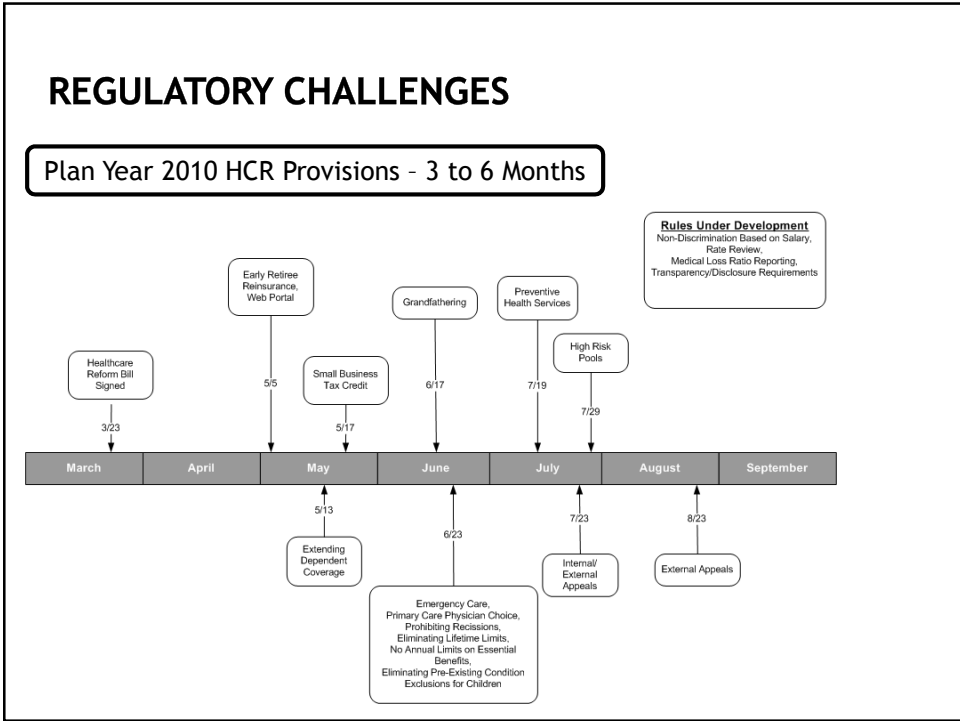 REGULATORY CHALLENGES
Plan Year 2010 HCR Provisions – 3 to 6 Months
Rules Under Development
Non-Discrimination Based on Salary,
Rate Review,
Medical Loss Ratio Reporting,
Transparency/Disclosure Requirements
Early Retiree
Reinsurance,
Web Portal
Grandfathering
Preventive
Health Services
Healthcare
Reform Bill
Signed
Small Business
Tax Credit
High Risk
Pools
3/23
5/5
5/17
6/17
7/19
7/29
March
April
May
June
July
August
September
5/13
6/23
7/23
8/23
Extending
Dependent
Coverage
Internal/
External
Appeals
External Appeals
Emergency Care,
Primary Care Physician Choice,
Prohibiting Recissions,
Eliminating Lifetime Limits,
No Annual Limits on Essential
Benefits,
Eliminating Pre-Existing Condition
Exclusions for Children